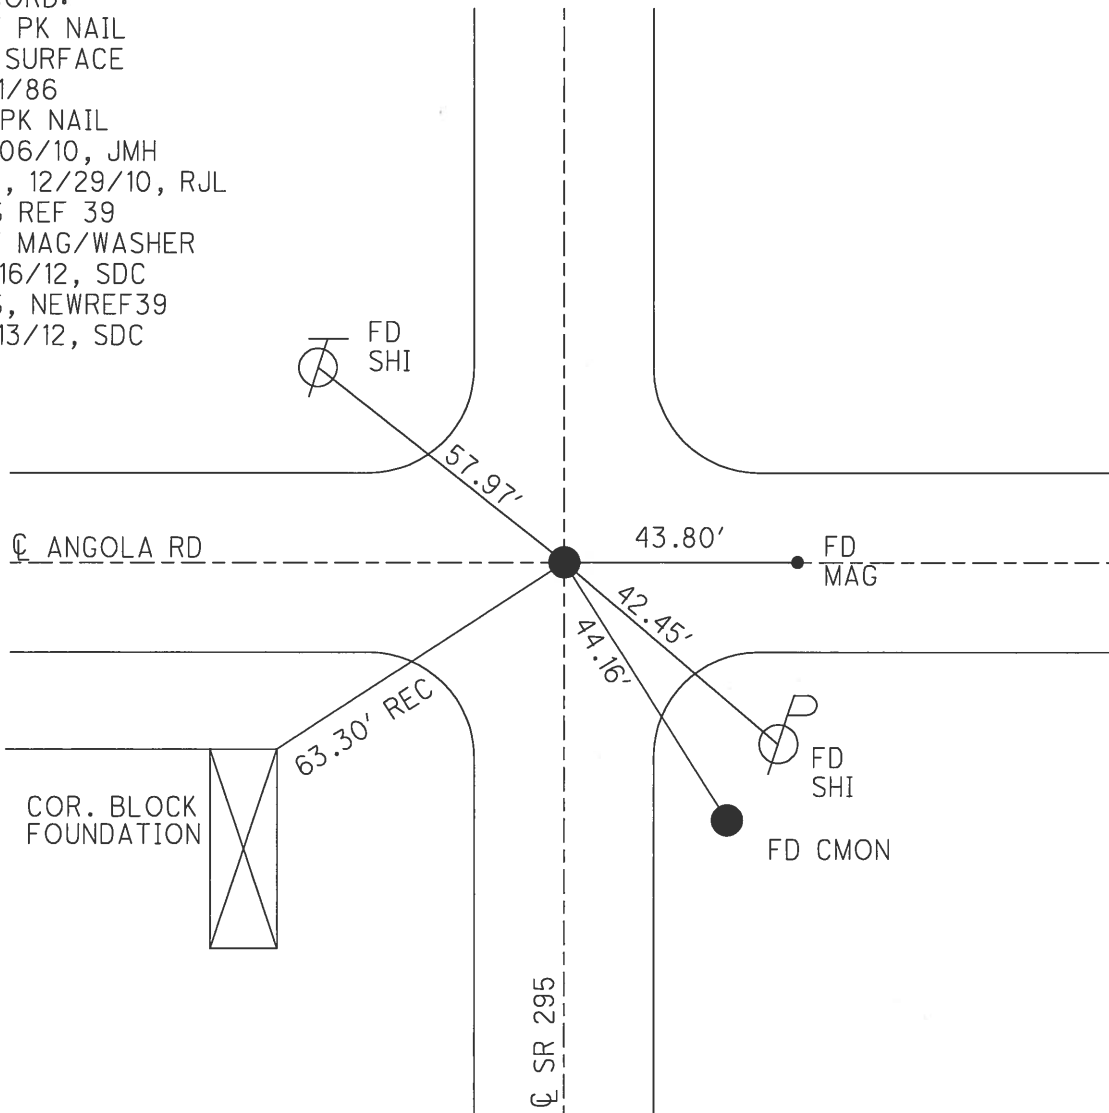 PK NAIL
SURFACE
1/86
PK NAIL
06/10, JMH
, 12/29/10, RJL
REF 39
MAG/WASHER
16/12, SDC
, NEWREF39
13/12, SDC
FD
SHI
57.97'
℄ ANGOLA RD
43.80'
FD
MAG
42.45'
44.16'
63.30' REC
FD
SHI
COR. BLOCK
FOUNDATION
FD CMON
℄ SR 295